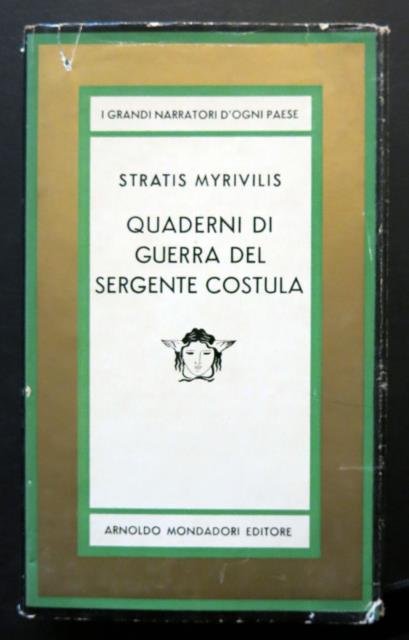 I GRANDI NARRATORI D'OGNI PAESE
STRATIS MYRIVILIS
QUADERNI DI
GUERRA DEL
SERGENTE COSTULA
ARNOLDO MONDADORI EDITORE